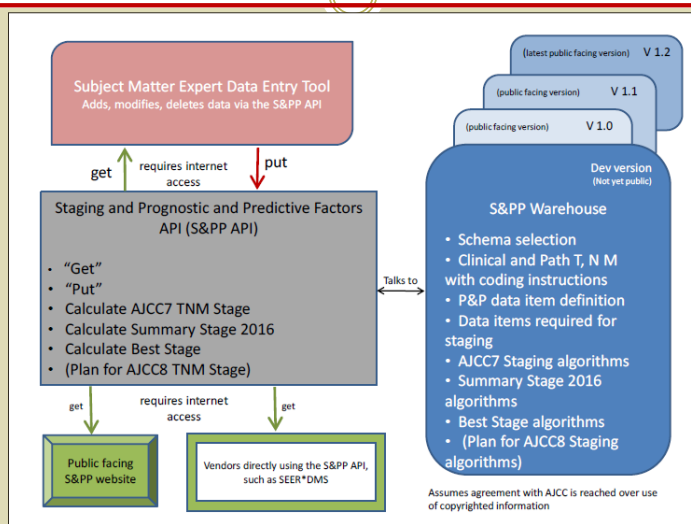 Subject Matter Expert Data Entry Tool
Adds, modifies, deletes data via the S&PP API
get
requires internet
access
put
Staging and Prognostic and Predictive Factors
API (S&PP API)
• “Get”
• “Put”
• Calculate AJCC7 TNM Stage
• Calculate Summary Stage 2016
• Calculate Best Stage
• (Plan for AJCC8 TNM Stage)
Talks to
get
requires internet
access
get
Public facing
S&PP website
Vendors directly using the S&PP API,
such as SEER*DMS
(latest public facing version) V 1.2
(public facing version) V 1.1
(public facing version) V 1.0
Dev version
(Not yet public)
S&PP Warehouse
• Schema selection
• Clinical and Path T, N M
with coding instructions
• P&P data item definition
• Data items required for
staging
• AJCC7 Staging algorithms
• Summary Stage 2016
algorithms
• Best Stage algorithms
• (Plan for AJCC8 Staging
algorithms)
Assumes agreement with AJCC is reached over use
of copyrighted information